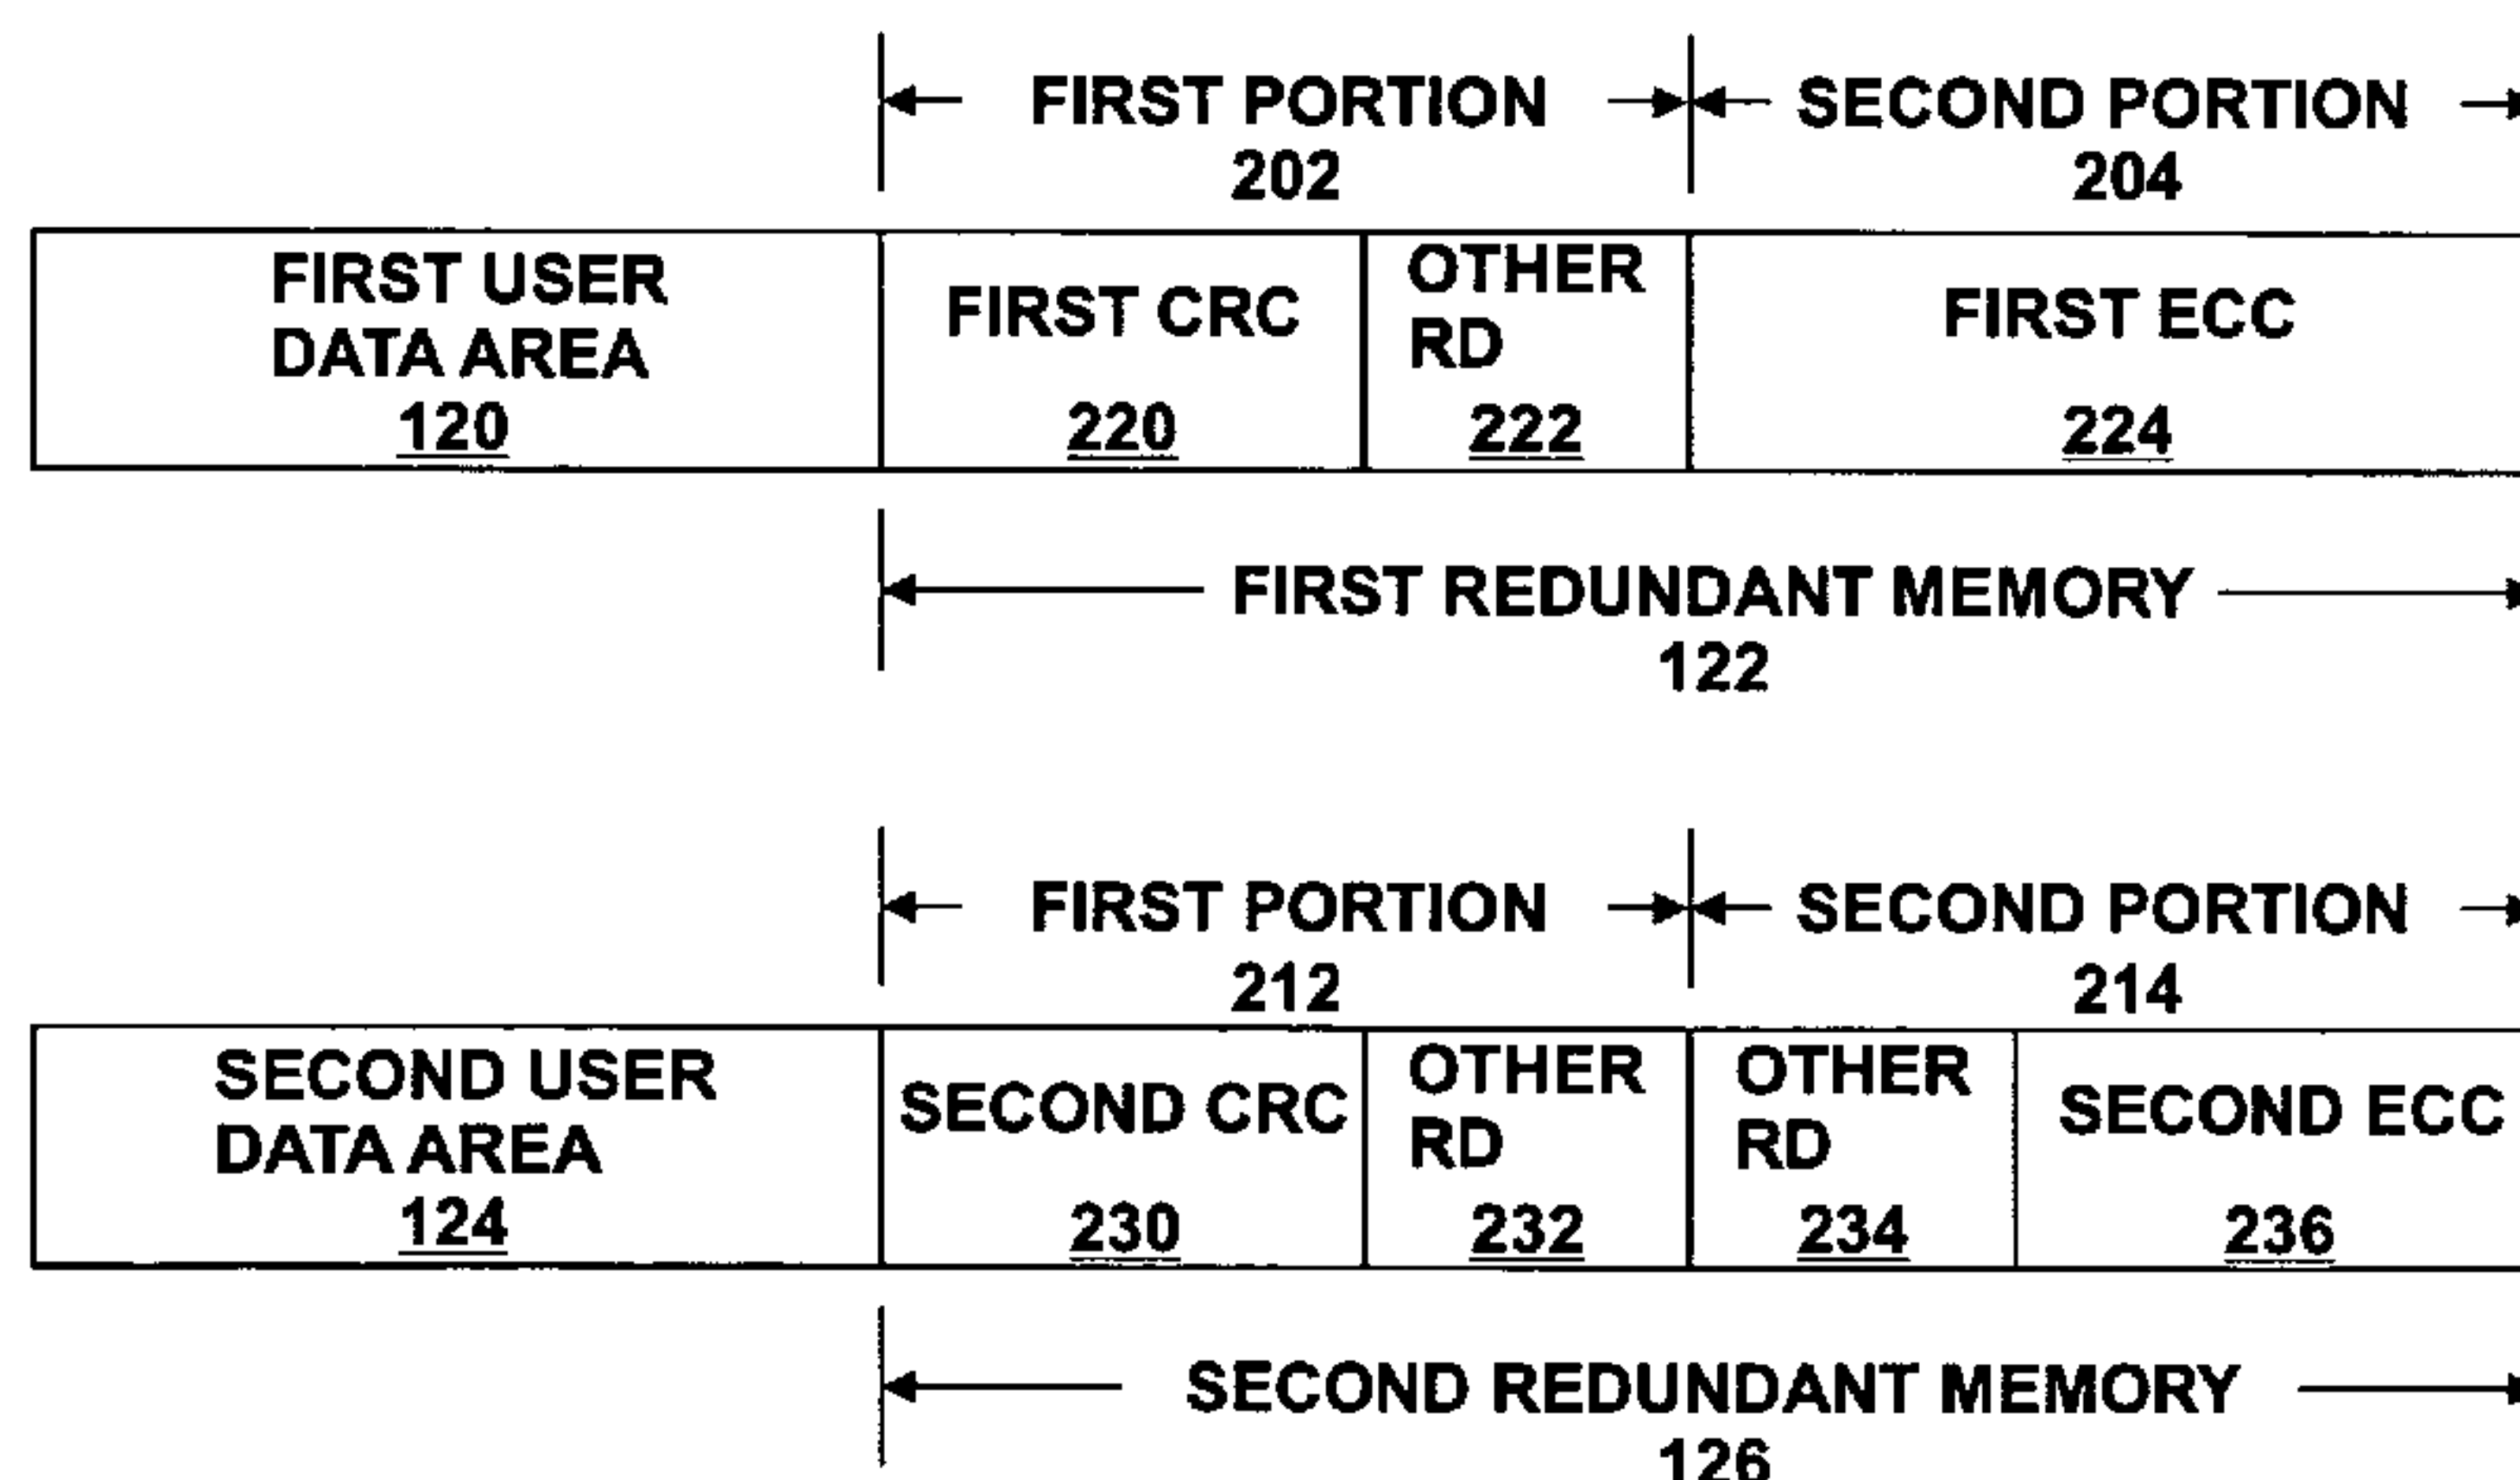 FIRST PORTION SECOND PORTION
202 204
FIRST USER DATA AREA
120
FIRST CRC
220
OTHER
RD
222
FIRST ECC
224
FIRST REDUNDANT MEMORY
122
FIRST PORTION SECOND PORTION
212 214
SECOND USER
DATA AREA
124
SECOND CRC
230
OTHER
RD
232
OTHER
RD
234
SECOND ECC
236
SECOND REDUNDANT MEMORY
126